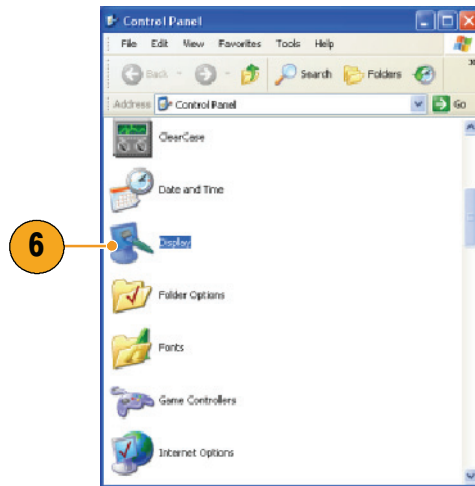 Control Panel
File Edit View Favorites Tools Help
Back Search Folders
Address Control Panel Go
ClearCase
Date and Time
6
Display
Folder Options
Fonts
Game Controllers
Internet Options